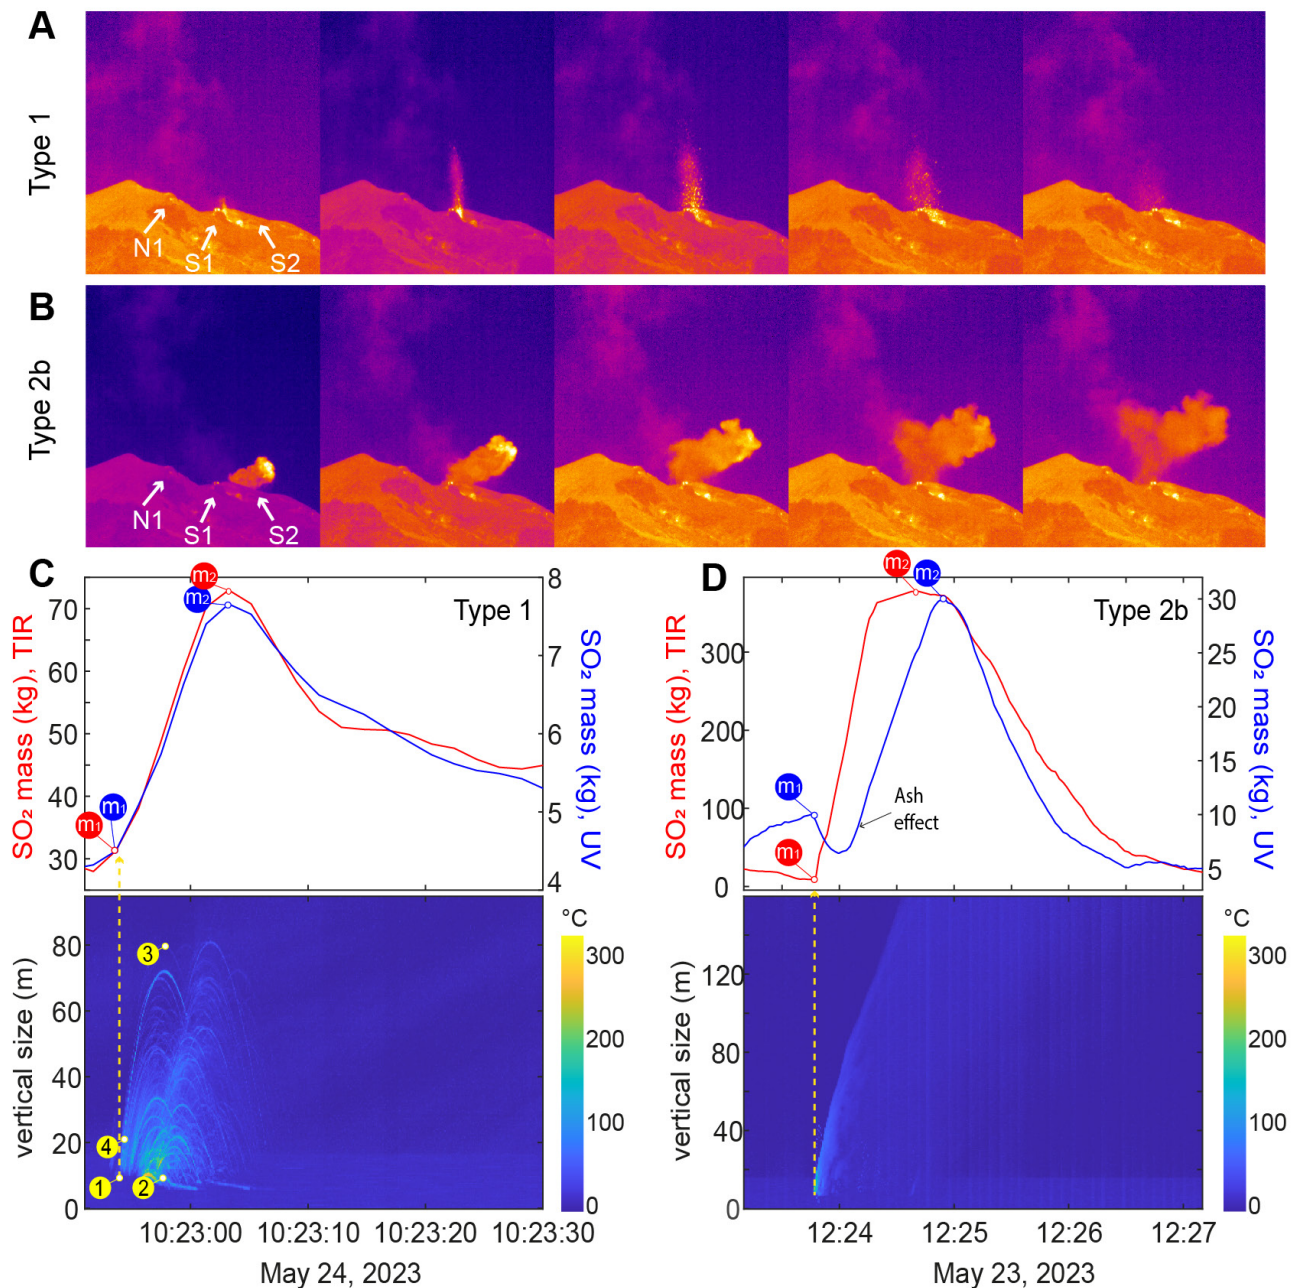 A
Type 1
N1
S1
S2
B
Type 2b
N1
S1
S2
C
D
m2
m2
Type 1
m1
m1
SO₂ mass (kg), TIR
70
60
50
40
30
8
7
6
5
4
SO₂ mass (kg), UV
m2
m2
Type 2b
m1
m1
Ash
effect
SO₂ mass (kg), TIR
300
200
100
0
30
25
20
15
10
5
SO₂ mass (kg), UV
vertical size (m)
80
60
40
20
0
3
4
1
2
°C
300
200
100
0
10:23:00
10:23:10
10:23:20
10:23:30
May 24, 2023
vertical size (m)
120
80
40
0
°C
300
200
100
0
12:24
12:25
12:26
12:27
May 23, 2023